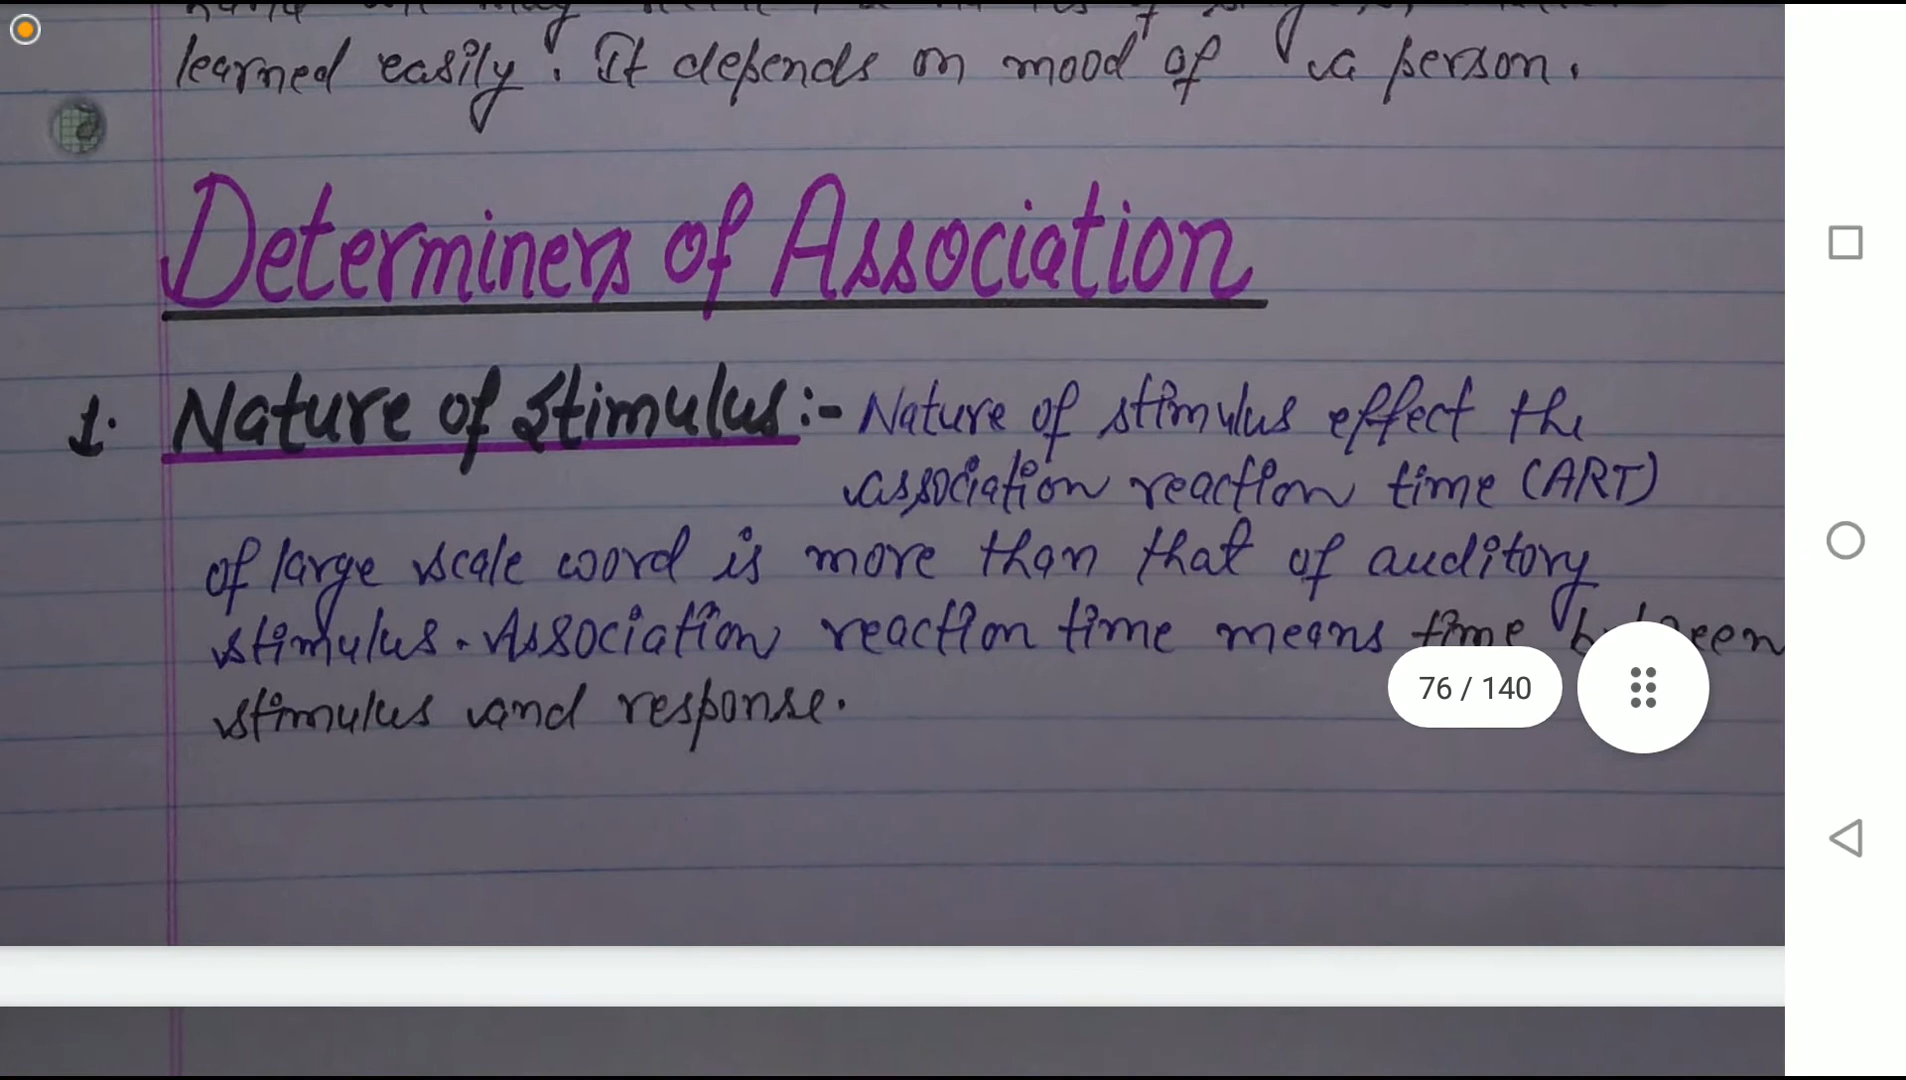 learned easily. It depends on mood of a person.
Determiners of Association
1. Nature of Stimulus:- Nature of stimulus effect the
association reaction time (ART)
of large scale word is more than that of auditory
stimulus. Association reaction time means time between
stimulus and response.
76 / 140